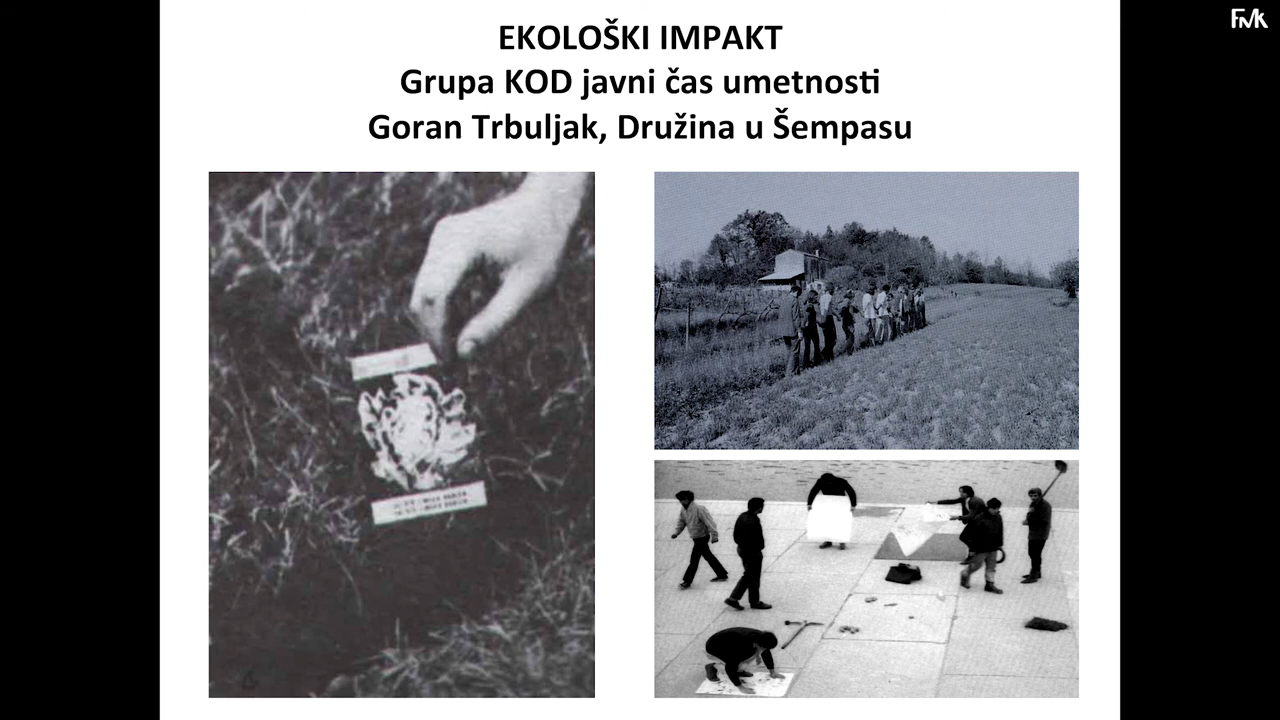 FMK
EKOLOŠKI IMPAKT
Grupa KOD javni čas umetnosti
Goran Trbuljak, Družina u Šempasu